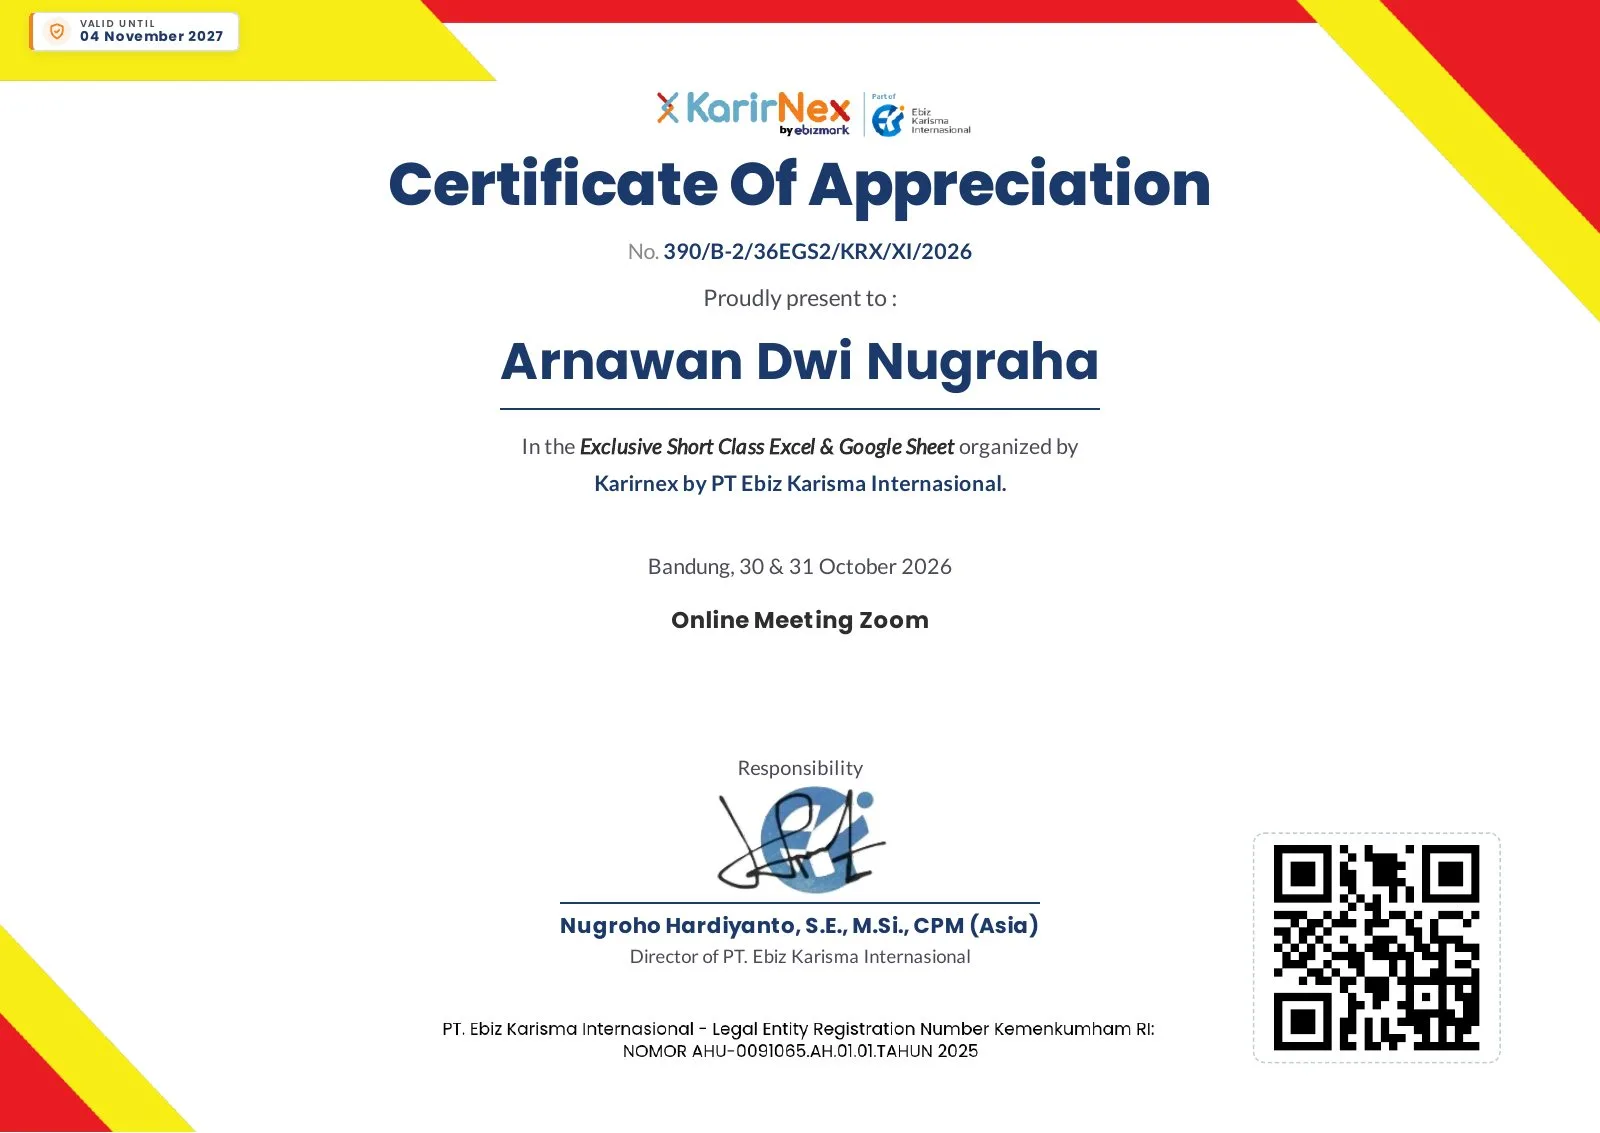 VALID UNTIL
04 November 2027
KarirNex
by ebizmark
Part of
Ebiz
Karisma
Internasional
Certificate Of Appreciation
No. 390/B-2/36EGS2/KRX/XI/2026
Proudly present to :
Arnawan Dwi Nugraha
In the Exclusive Short Class Excel & Google Sheet organized by
Karirnex by PT Ebiz Karisma Internasional.
Bandung, 30 & 31 October 2026
Online Meeting Zoom
Responsibility
Nugroho Hardiyanto, S.E., M.Si., CPM (Asia)
Director of PT. Ebiz Karisma Internasional
PT. Ebiz Karisma Internasional - Legal Entity Registration Number Kemenkumham RI:
NOMOR AHU-0091065.AH.01.01.TAHUN 2025